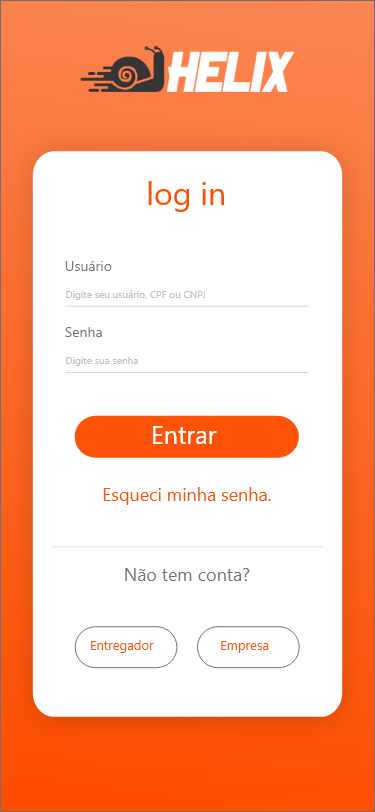 HELIX
log in
Usuário
Digite seu usuário, CPF ou CNPJ
Senha
Digite sua senha
Entrar
Esqueci minha senha.
Não tem conta?
Entregador
Empresa